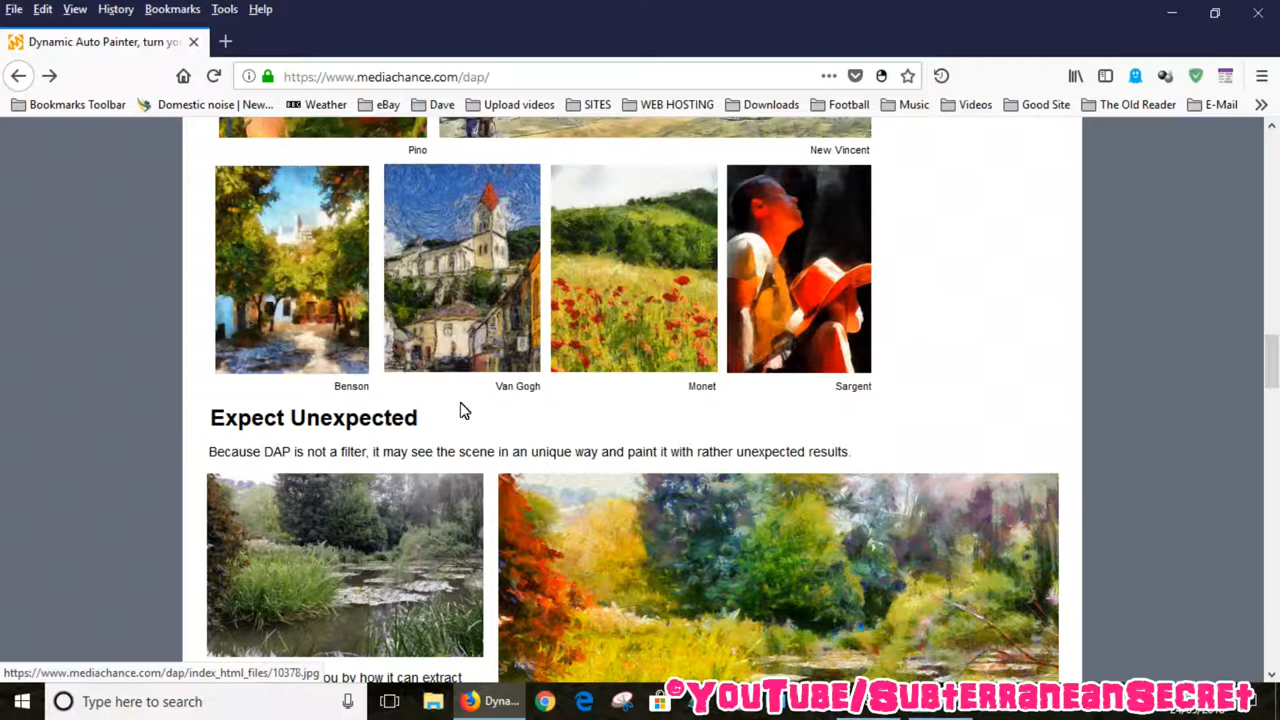 File Edit View History Bookmarks Tools Help
Dynamic Auto Painter, turn yo
https://www.mediachance.com/dap/
Bookmarks Toolbar Domestic noise | New... Weather eBay Dave Upload videos SITES WEB HOSTING Downloads Football Music Videos Good Site The Old Reader E-Mail
Pino New Vincent
Benson Van Gogh Monet Sargent
Expect Unexpected
Because DAP is not a filter, it may see the scene in an unique way and paint it with rather unexpected results.
https://www.mediachance.com/dap/index_html_files/10378.jpg
you by how it can extract
Type here to search Dyna...
©YouTube/SubterraneanSecret